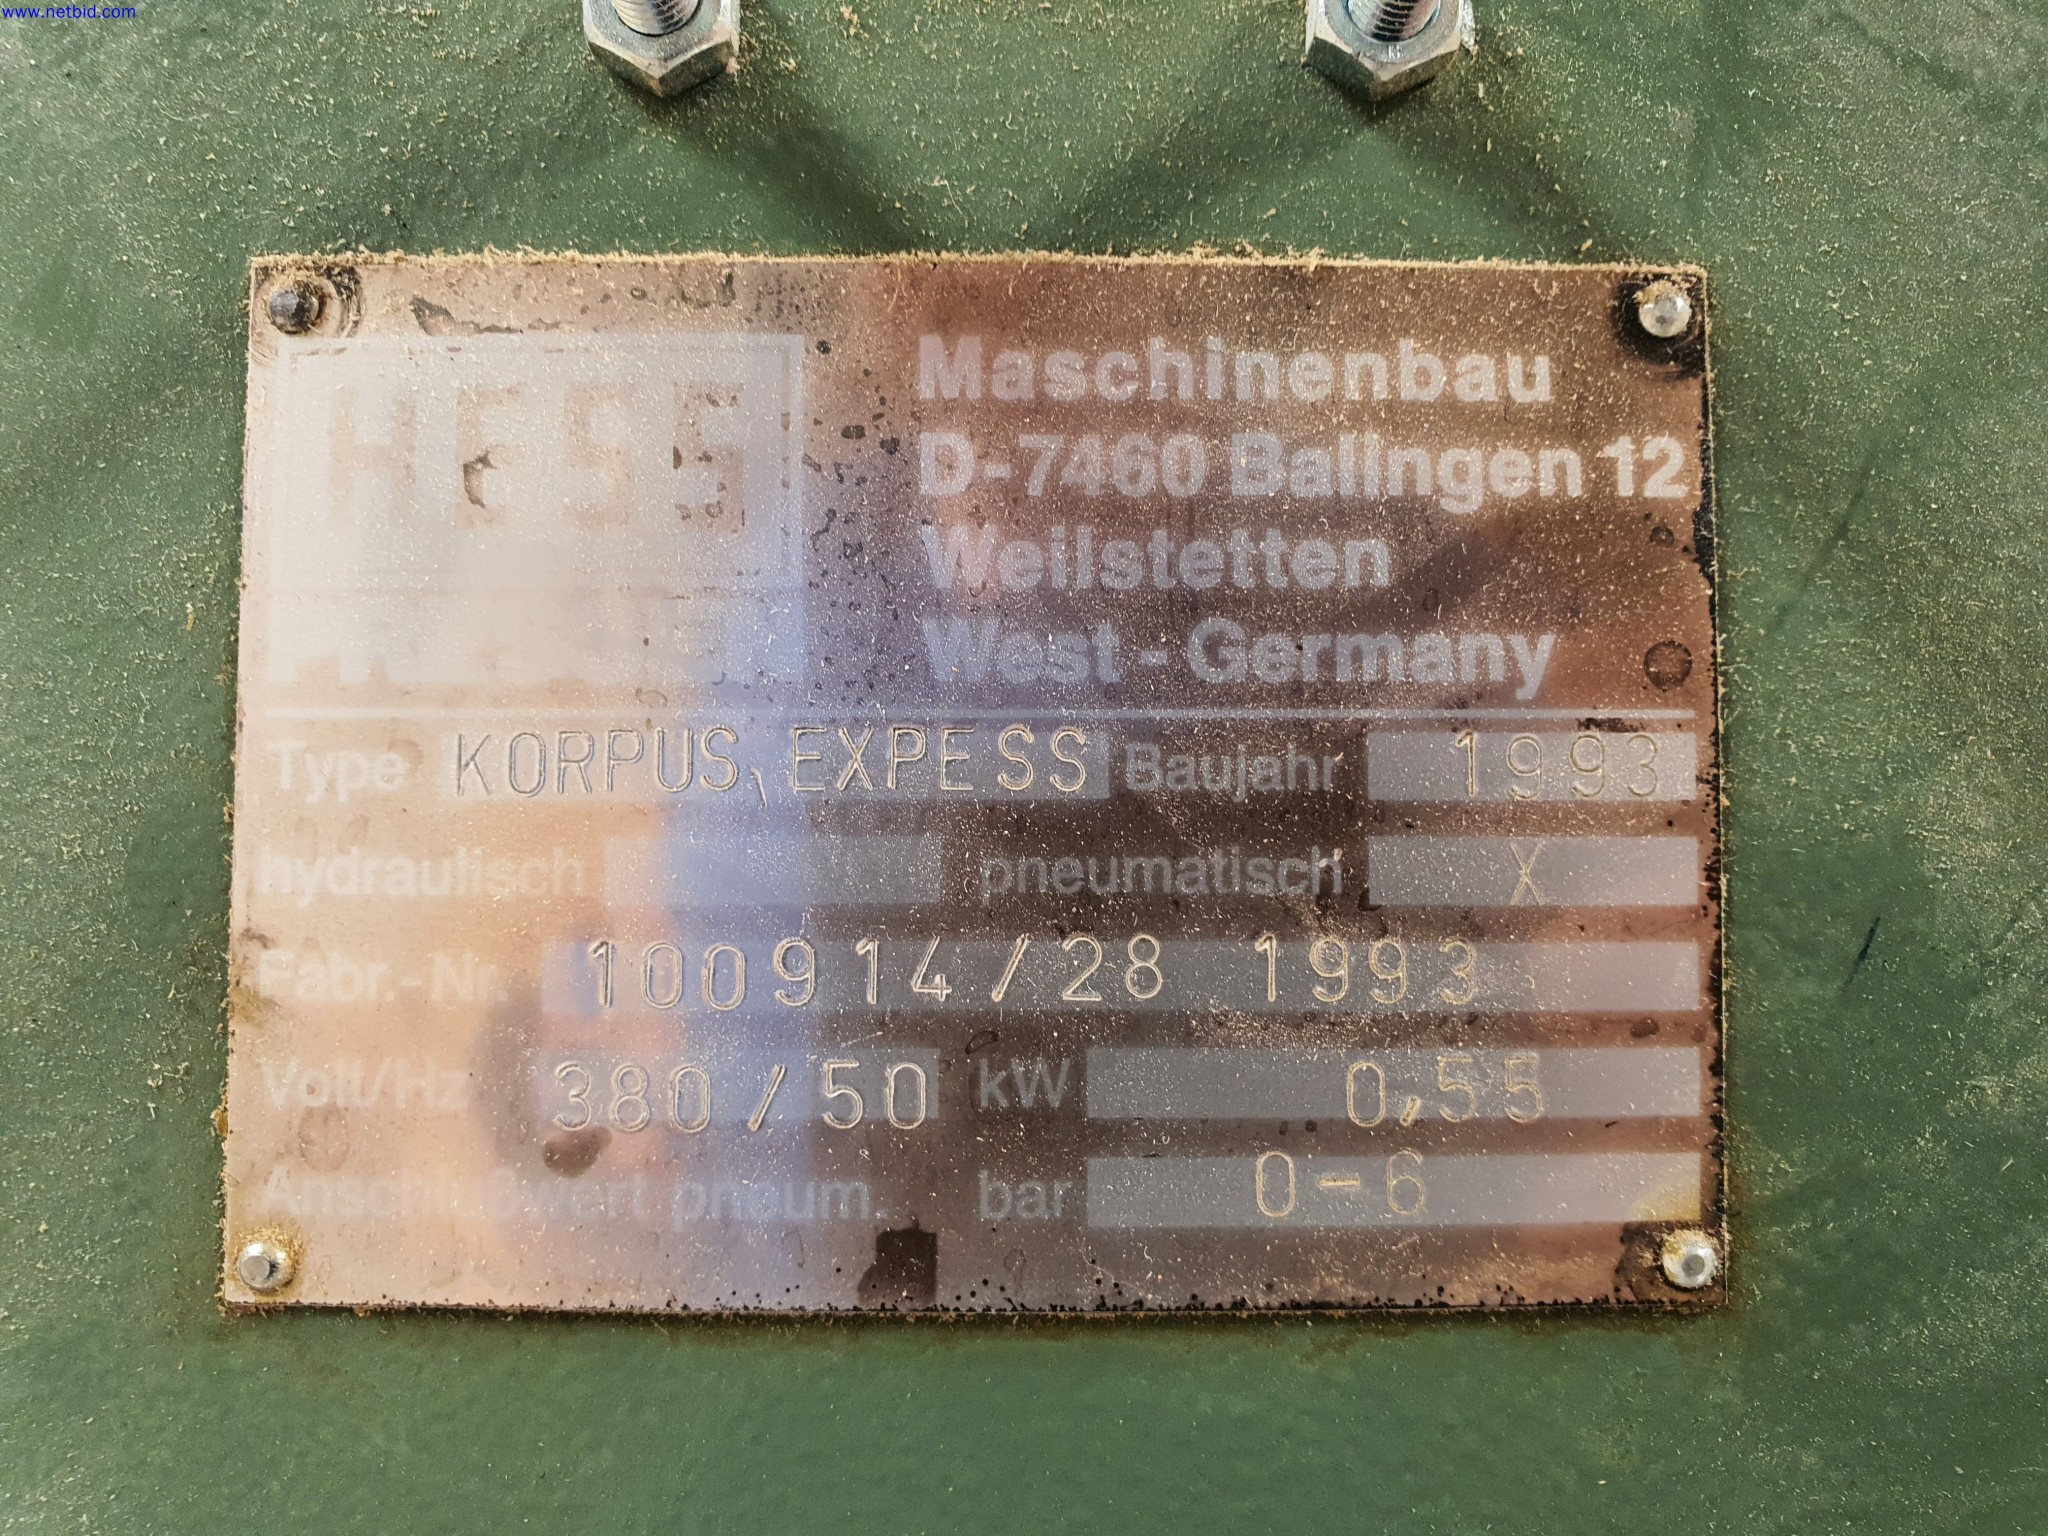 www.netbid.com
HESS
Maschinenbau
D-7460 Balingen 12
Weilstetten
West-Germany
Type KORPUS EXPESS Baujahr 1993
hydraulisch pneumatisch X
Fabr.-Nr. 100914/28 1993
Volt/Hz 380/50 kW 0,55
Anschlußwert pneum. bar 0-6